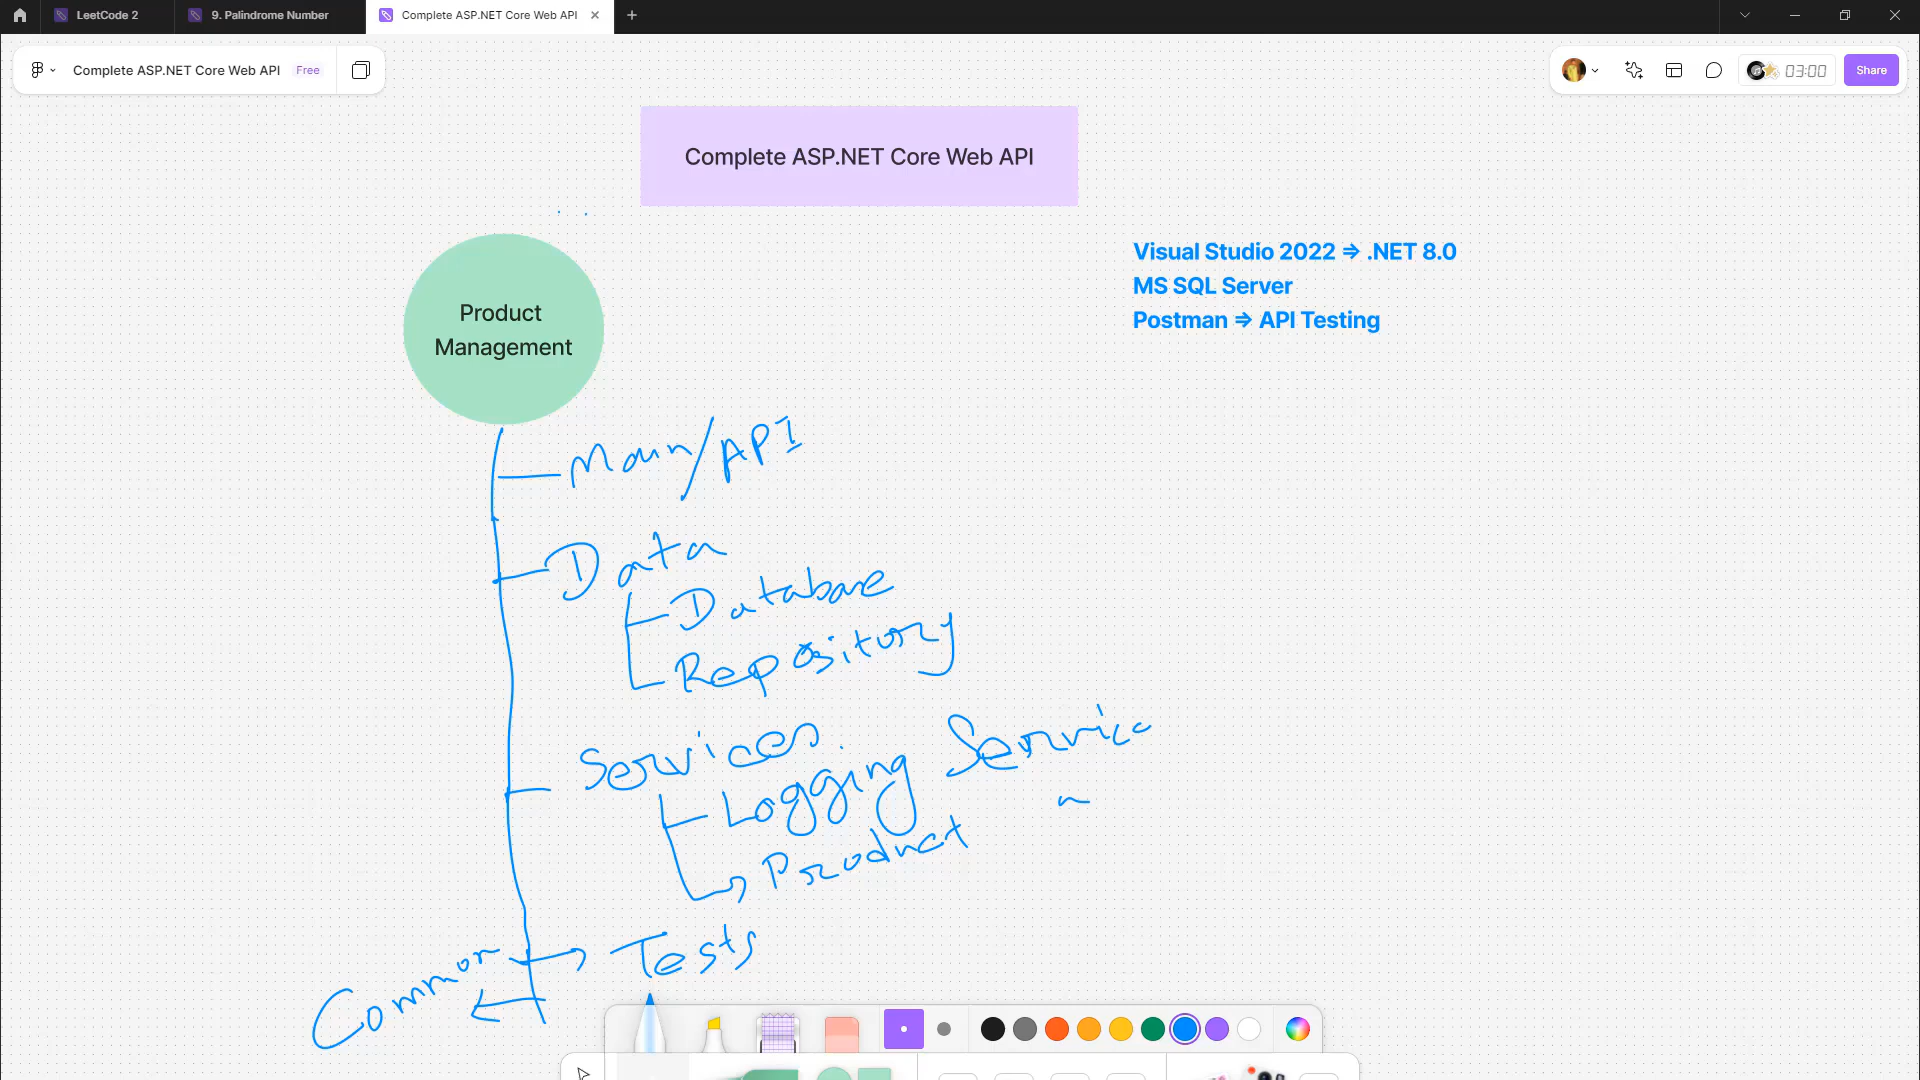 LeetCode 2
9. Palindrome Number
Complete ASP.NET Core Web API
Complete ASP.NET Core Web API Free
03:00
Share
Complete ASP.NET Core Web API
Product
Management
Visual Studio 2022 => .NET 8.0
MS SQL Server
Postman => API Testing
Main/API
Data
Database
Repository
Services
Logging Service
Product
Tests
Common